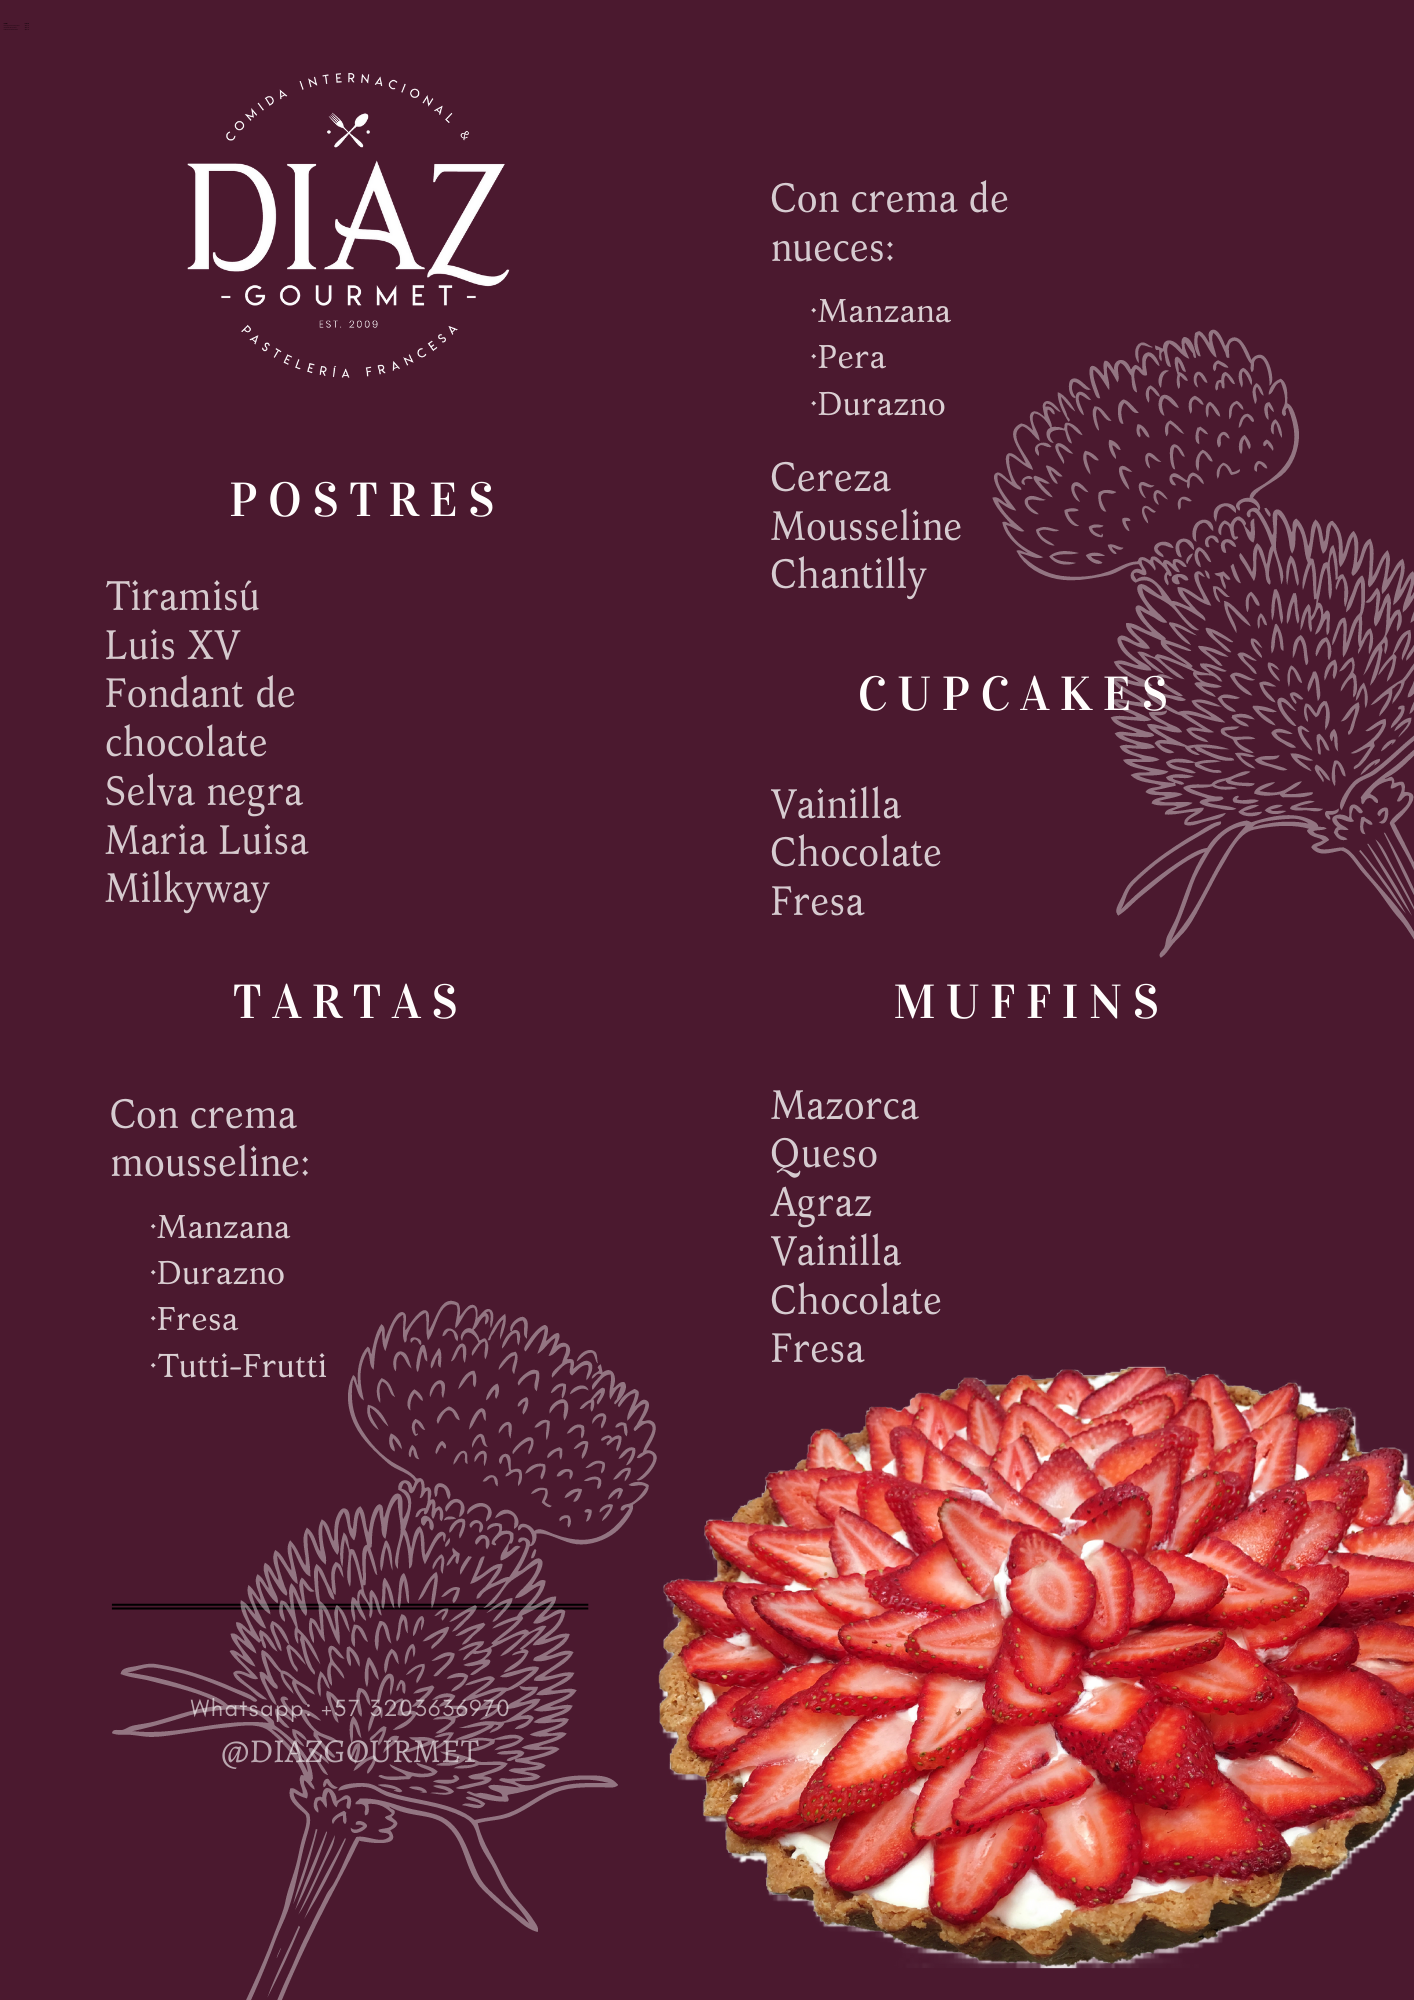 COMIDA INTERNACIONAL &
DIAZ
-GOURMET-
EST. 2009
PASTELERÍA FRANCESA
POSTRES
Tiramisú
Luis XV
Fondant de
chocolate
Selva negra
Maria Luisa
Milkyway
TARTAS
Con crema
mousseline:
·Manzana
·Durazno
·Fresa
·Tutti-Frutti
Whatsapp: +57 3203636970
@DIAZGOURMET
Con crema de
nueces:
·Manzana
·Pera
·Durazno
Cereza
Mousseline
Chantilly
CUPCAKES
Vainilla
Chocolate
Fresa
MUFFINS
Mazorca
Queso
Agraz
Vainilla
Chocolate
Fresa